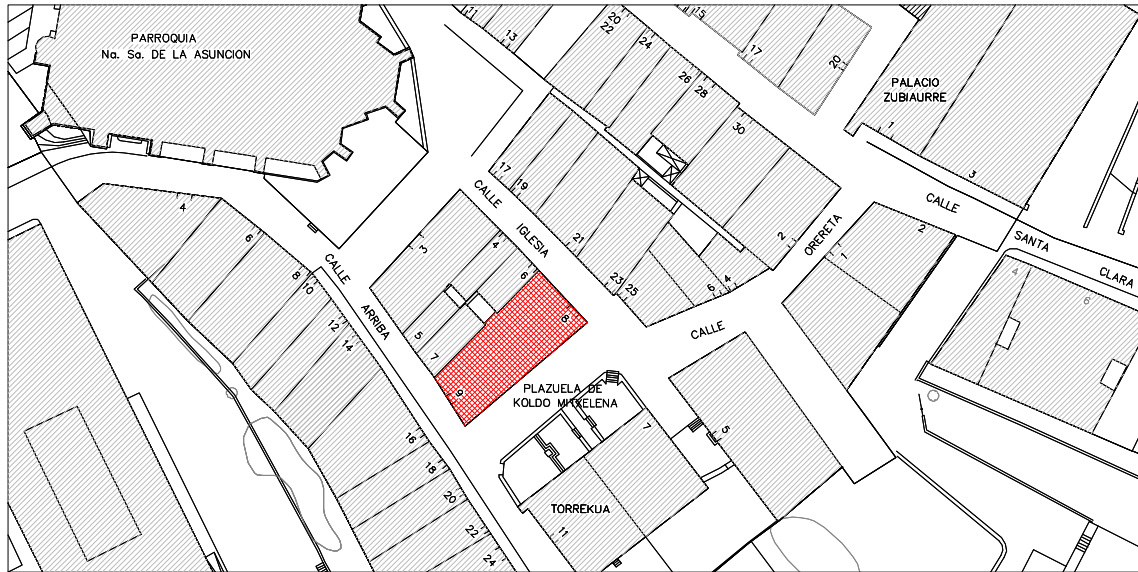 PARROQUIA
Na. Sa. DE LA ASUNCION
11
13
20
22
24
26
28
30
15
17
20
PALACIO
ZUBIAURRE
1
3
4
6
8
10
12
14
16
18
20
22
24
CALLE
ARRIBA
3
5
7
9
4
6
8
CALLE
IGLESIA
17
19
21
23
25
6
4
2
CALLE
ORERETA
1
2
CALLE
SANTA
CLARA
4
6
PLAZUELA DE
KOLDO MITXELENA
7
5
TORREKUA
11